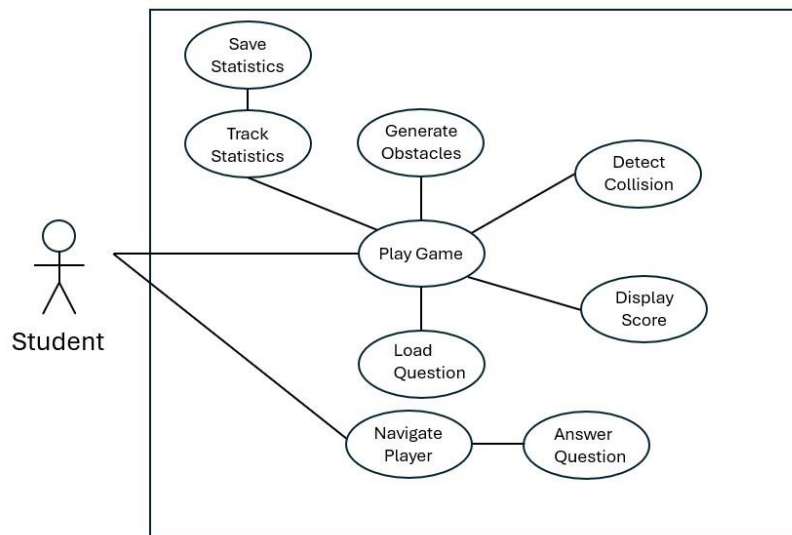 Save
Statistics
Track
Statistics
Generate
Obstacles
Detect
Collision
Play Game
Student
Display
Score
Load
Question
Navigate
Player
Answer
Question